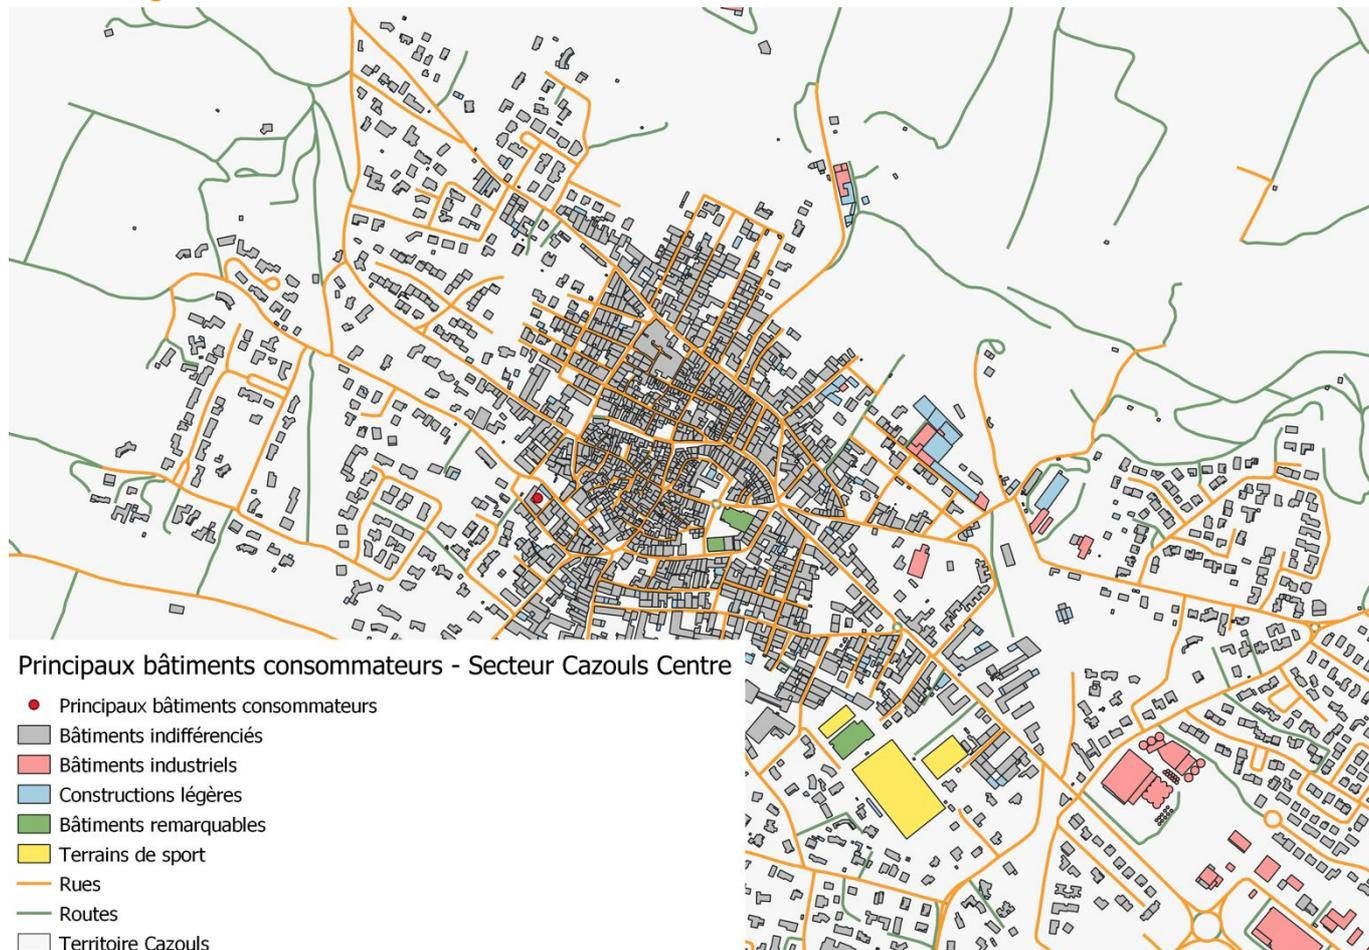 Principaux bâtiments consommateurs - Secteur Cazouls Centre
Principaux bâtiments consommateurs
Bâtiments indifférenciés
Bâtiments industriels
Constructions légères
Bâtiments remarquables
Terrains de sport
Rues
Routes
Territoire Cazouls